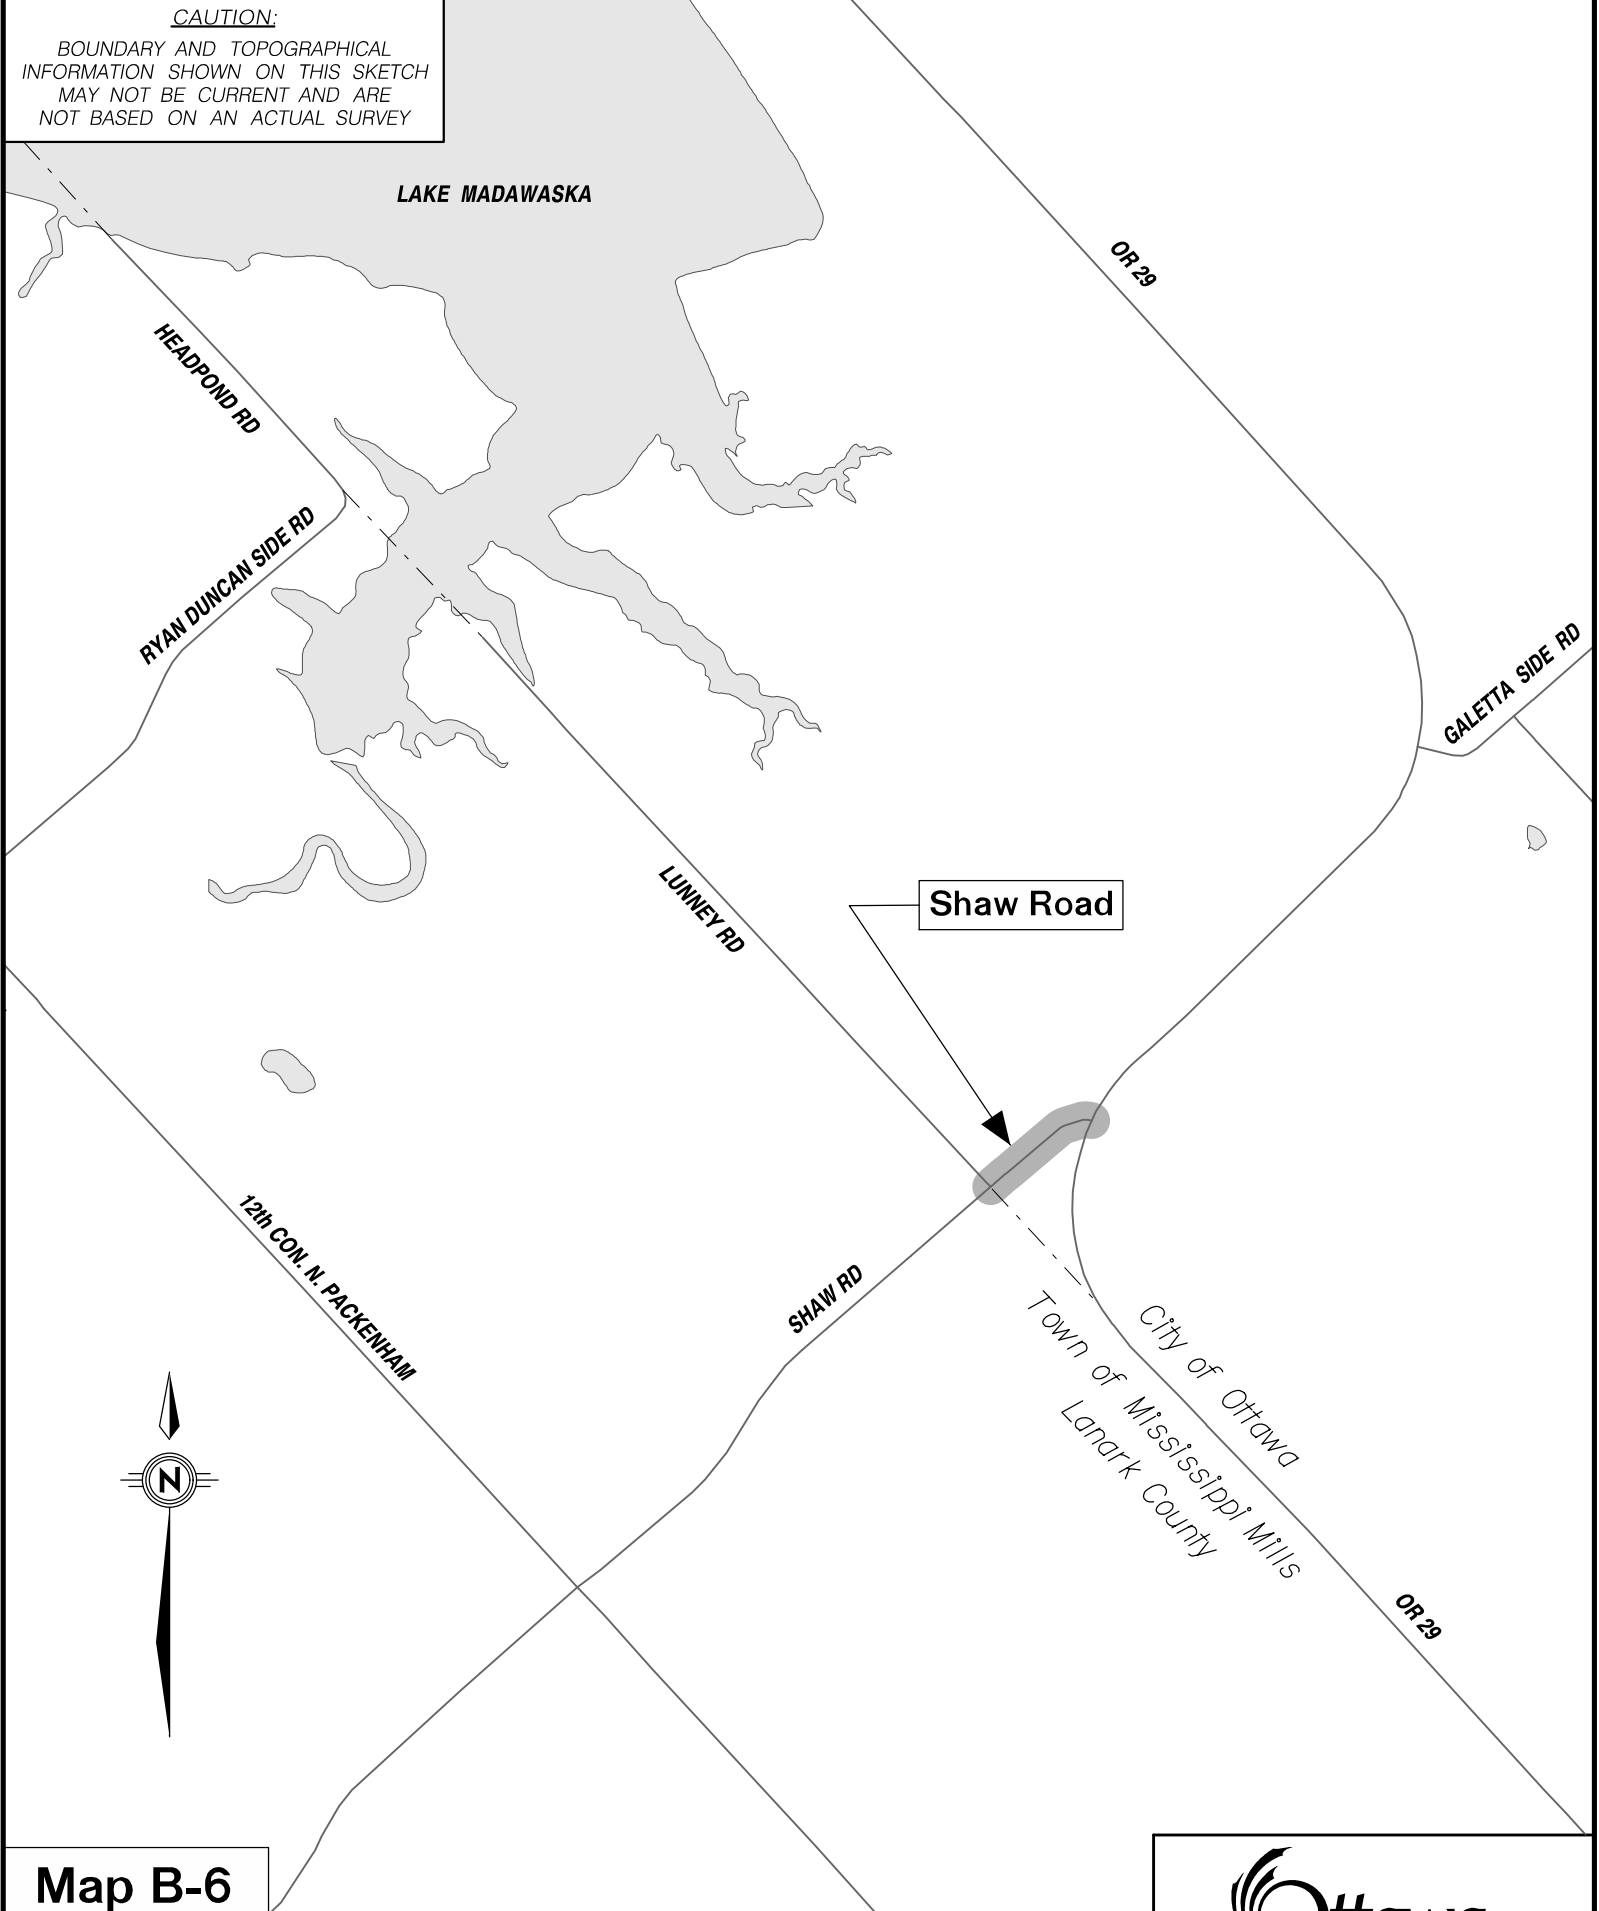 CAUTION:
BOUNDARY AND TOPOGRAPHICAL
INFORMATION SHOWN ON THIS SKETCH
MAY NOT BE CURRENT AND ARE
NOT BASED ON AN ACTUAL SURVEY
LAKE MADAWASKA
OR 29
HEADPOND RD
RYAN DUNCAN SIDE RD
GALETTA SIDE RD
LUNNEY RD
Shaw Road
12th CON. N. PACKENHAM
SHAW RD
City of Ottawa
Town of Mississippi Mills
Lanark County
N
OR 29
Map B-6
Ottawa